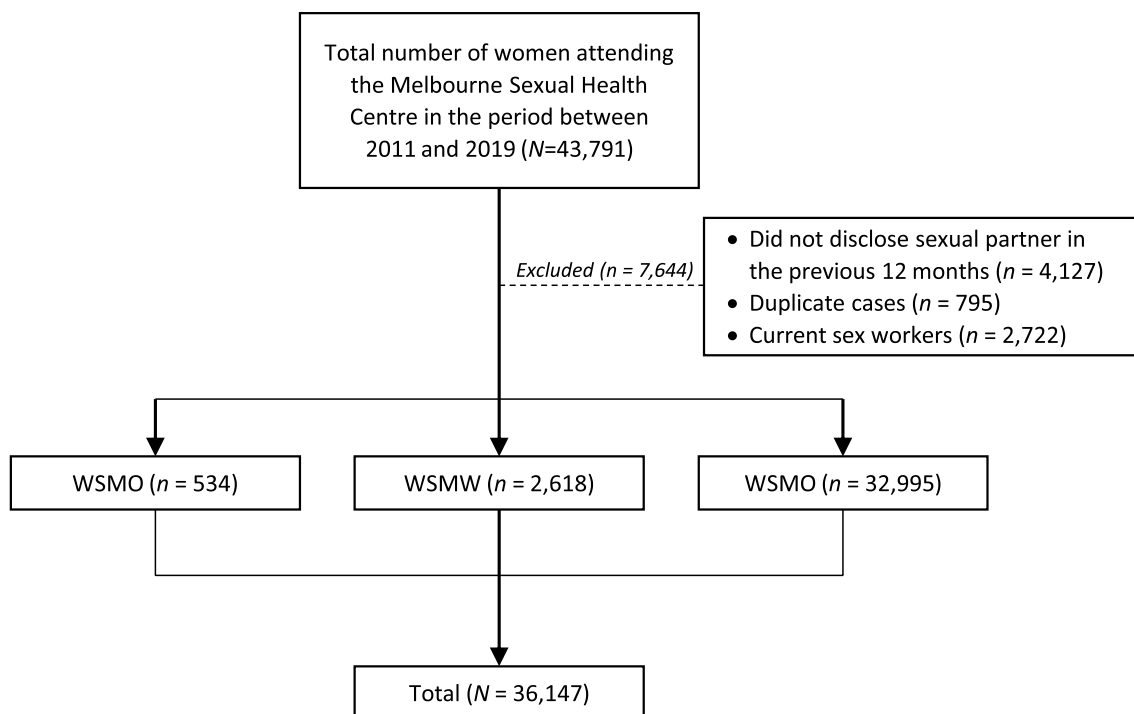 Total number of women attending
the Melbourne Sexual Health
Centre in the period between
2011 and 2019 (N=43,791)
Excluded (n = 7,644)
• Did not disclose sexual partner in
the previous 12 months (n = 4,127)
• Duplicate cases (n = 795)
• Current sex workers (n = 2,722)
WSMO (n = 534)
WSMW (n = 2,618)
WSMO (n = 32,995)
Total (N = 36,147)